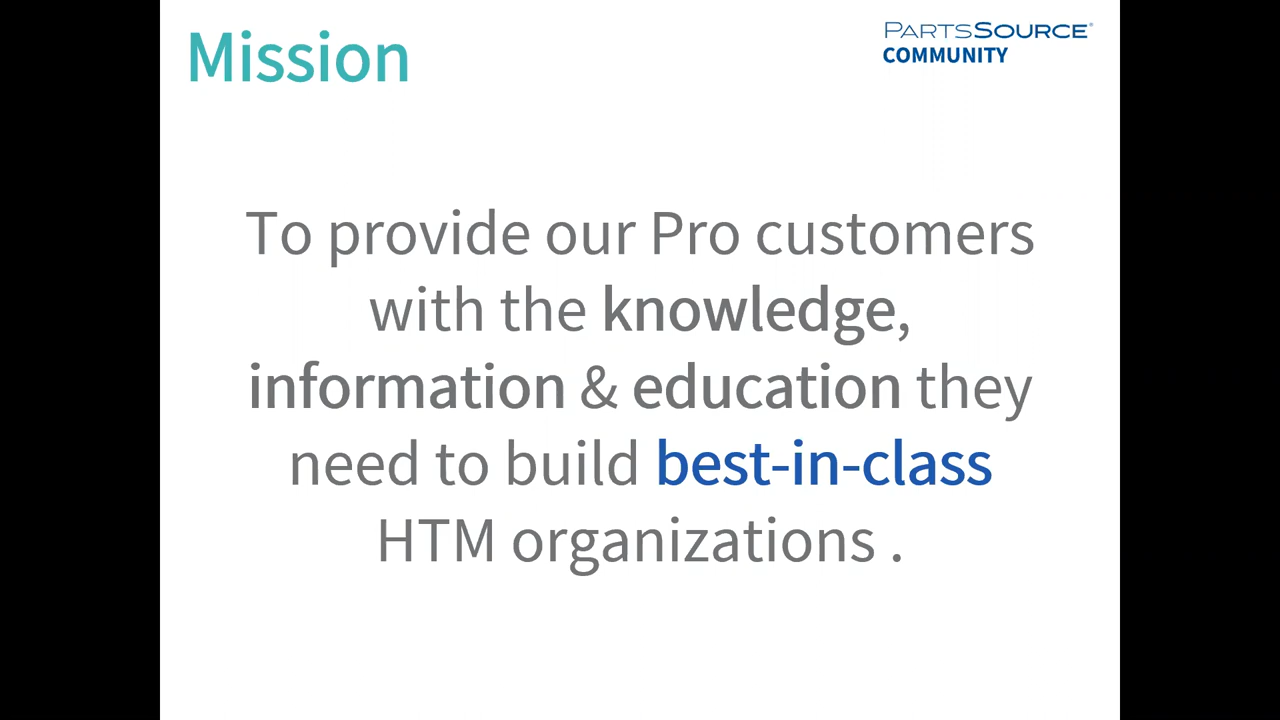 Mission
PARTSSOURCE®
COMMUNITY
To provide our Pro customers
with the knowledge,
information & education they
need to build best-in-class
HTM organizations .